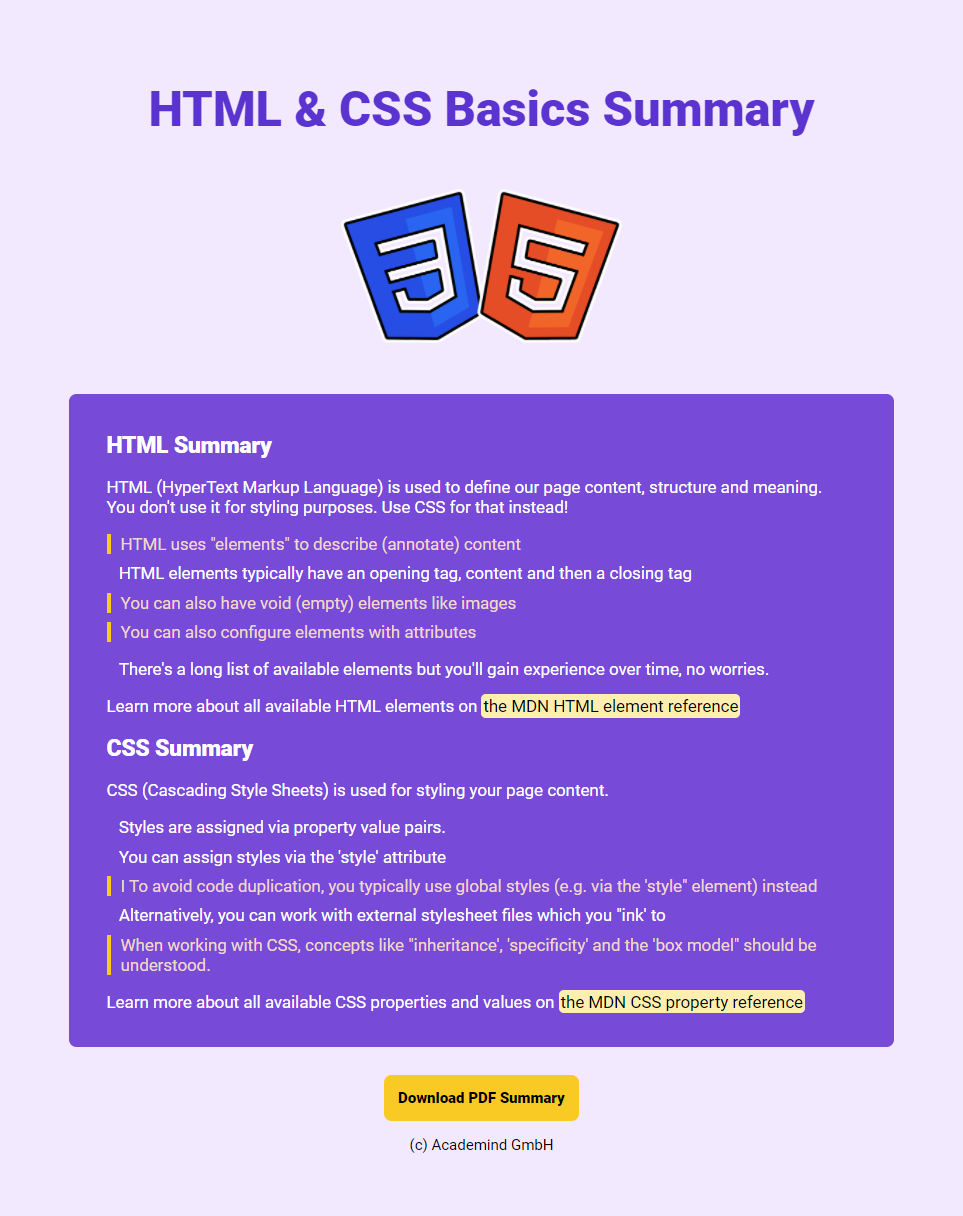 HTML & CSS Basics Summary
HTML Summary
HTML (HyperText Markup Language) is used to define our page content, structure and meaning.
You don't use it for styling purposes. Use CSS for that instead!
HTML uses "elements" to describe (annotate) content
HTML elements typically have an opening tag, content and then a closing tag
You can also have void (empty) elements like images
You can also configure elements with attributes
There's a long list of available elements but you'll gain experience over time, no worries.
Learn more about all available HTML elements on the MDN HTML element reference
CSS Summary
CSS (Cascading Style Sheets) is used for styling your page content.
Styles are assigned via property value pairs.
You can assign styles via the 'style' attribute
I To avoid code duplication, you typically use global styles (e.g. via the 'style" element) instead
Alternatively, you can work with external stylesheet files which you "ink' to
When working with CSS, concepts like "inheritance', 'specificity' and the 'box model" should be
understood.
Learn more about all available CSS properties and values on the MDN CSS property reference
Download PDF Summary
(c) Academind GmbH